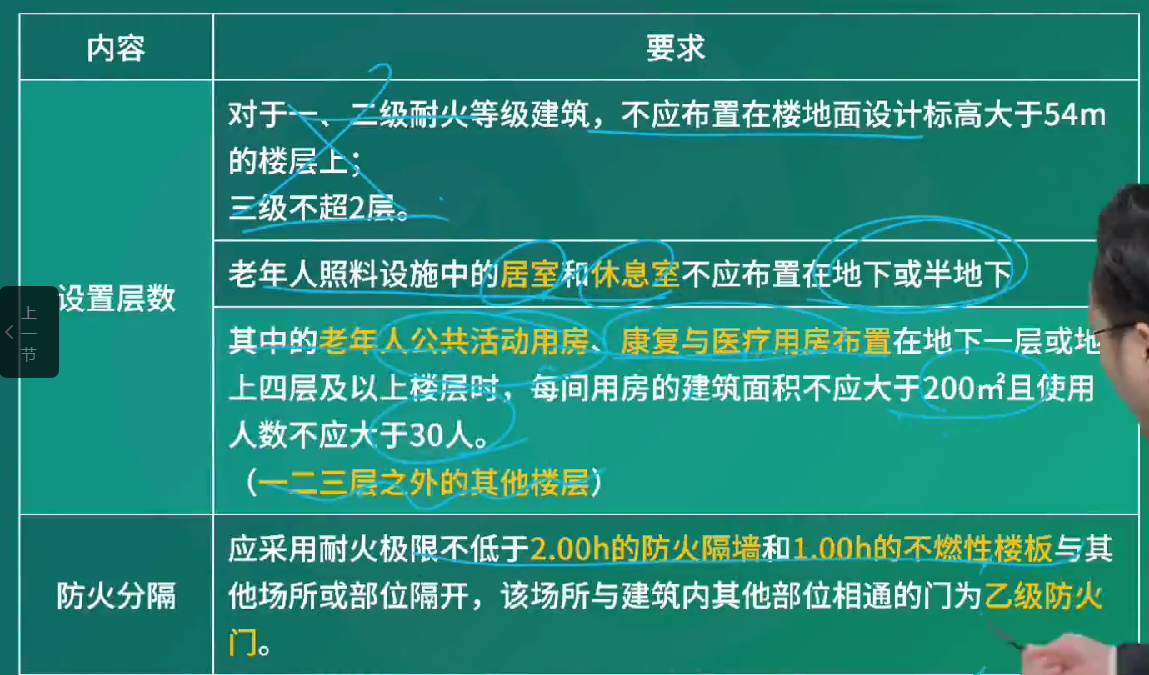 内容
要求
设置层数
对于一、二级耐火等级建筑，不应布置在楼地面设计标高大于54m
的楼层上；
三级不超2层。
老年人照料设施中的居室和休息室不应布置在地下或半地下
其中的老年人公共活动用房、康复与医疗用房布置在地下一层或地
上四层及以上楼层时，每间用房的建筑面积不应大于200㎡且使用
人数不应大于30人。
（一二三层之外的其他楼层）
防火分隔
应采用耐火极限不低于2.00h的防火隔墙和1.00h的不燃性楼板与其
他场所或部位隔开，该场所与建筑内其他部位相通的门为乙级防火
门。
上
一
节